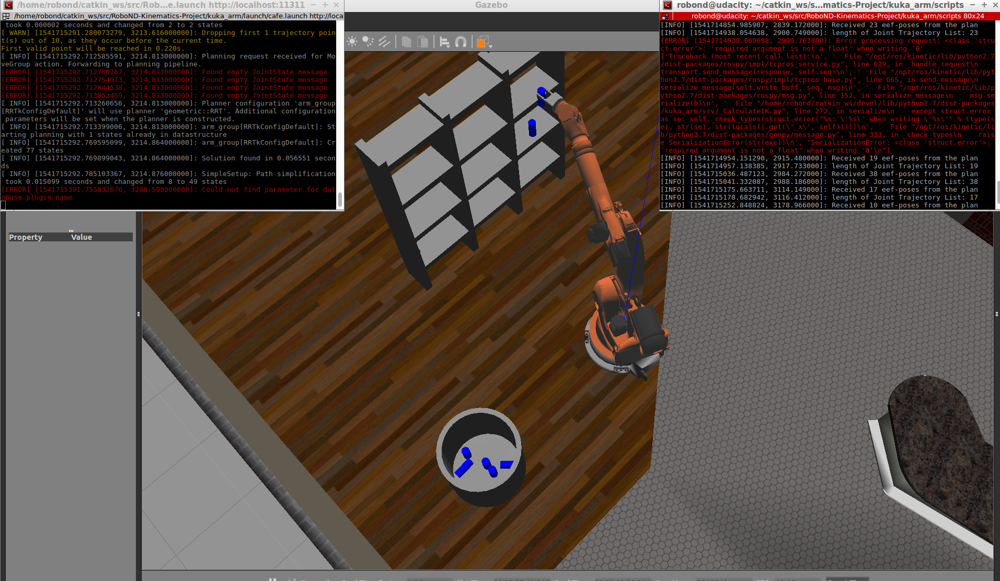 /home/robond/catkin_ws/src/Rob...e.launch http://localhost:11311
/home/robond/catkin_ws/src/RoboND-Kinematics-Project/kuka_arm/launch/cafe.launch http://loca
took 0.000002 seconds and changed from 2 to 2 states
[ WARN] [1541715291.280073279, 3213.616000000]: Dropping first 1 trajectory poin
t(s) out of 10, as they occur before the current time.
First valid point will be reached in 0.220s.
[ INFO] [1541715292.712585591, 3214.813000000]: Planning request received for Mo
veGroup action. Forwarding to planning pipeline.
[ERROR] [1541715292.712700267, 3214.813000000]: Found empty JointState message
[ERROR] [1541715292.712754973, 3214.813000000]: Found empty JointState message
[ERROR] [1541715292.712844538, 3214.813000000]: Found empty JointState message
[ERROR] [1541715292.713052459, 3214.813000000]: Found empty JointState message
[ INFO] [1541715292.713260656, 3214.813000000]: Planner configuration 'arm_group
[RRTkConfigDefault]' will use planner 'geometric::RRT'. Additional configuration
parameters will be set when the planner is constructed.
[ INFO] [1541715292.713399006, 3214.813000000]: arm_group[RRTkConfigDefault]: St
arting planning with 1 states already in datastructure
[ INFO] [1541715292.769595099, 3214.864000000]: arm_group[RRTkConfigDefault]: Cr
eated 77 states
[ INFO] [1541715292.769899043, 3214.864000000]: Solution found in 0.056551 secon
ds
[ INFO] [1541715292.785103367, 3214.876000000]: SimpleSetup: Path simplification
took 0.015099 seconds and changed from 8 to 49 states
[ERROR] [1541715391.755832676, 3288.590000000]: Could not find parameter for dat
abase plugin name
Gazebo
robond@udacity: ~/catkin_ws/s...matics-Project/kuka_arm/scripts
robond@udacity: ~/catkin_ws/src/RoboND-Kinematics-Project/kuka_arm/scripts 80x24
[INFO] [1541714854.985907, 2839.172000]: Received 23 eef-poses from the plan
[INFO] [1541714938.054638, 2900.749000]: length of Joint Trajectory List: 23
[ERROR] [1541714938.069698, 2900.763000]: Error processing request: <class 'stru
ct.error'>: 'required argument is not a float' when writing '0'
['Traceback (most recent call last):\n', '  File "/opt/ros/kinetic/lib/python2.7
/dist-packages/rospy/impl/tcpros_service.py", line 629, in _handle_request\n
transport.send_message(response, self.seq)\n', '  File "/opt/ros/kinetic/lib/pyt
hon2.7/dist-packages/rospy/impl/tcpros_base.py", line 665, in send_message\n
serialize_message(self.write_buff, seq, msg)\n', '  File "/opt/ros/kinetic/lib/p
ython2.7/dist-packages/rospy/msg.py", line 152, in serialize_message\n    msg.se
rialize(b)\n', '  File "/home/robond/catkin_ws/devel/lib/python2.7/dist-packages
/kuka_arm/srv/_CalculateIK.py", line 272, in serialize\n    except struct.error
as se: self._check_types(struct.error("%s: \'%s\' when writing \'%s\'" % (type(s
e), str(se), str(locals().get(\'_x\', self)))))\n', '  File "/opt/ros/kinetic/li
b/python2.7/dist-packages/genpy/message.py", line 333, in _check_types\n    rais
e SerializationError(str(exc))\n', "SerializationError: <class 'struct.error'>:
'required argument is not a float' when writing '0'\n"]
[INFO] [1541714954.151290, 2915.480000]: Received 19 eef-poses from the plan
[INFO] [1541714957.138385, 2917.733000]: length of Joint Trajectory List: 19
[INFO] [1541715036.487123, 2984.272000]: Received 38 eef-poses from the plan
[INFO] [1541715041.332087, 2988.186000]: length of Joint Trajectory List: 38
[INFO] [1541715175.663711, 3114.149000]: Received 17 eef-poses from the plan
[INFO] [1541715178.682942, 3116.412000]: length of Joint Trajectory List: 17
[INFO] [1541715252.848824, 3178.966000]: Received 10 eef-poses from the plan
Property Value